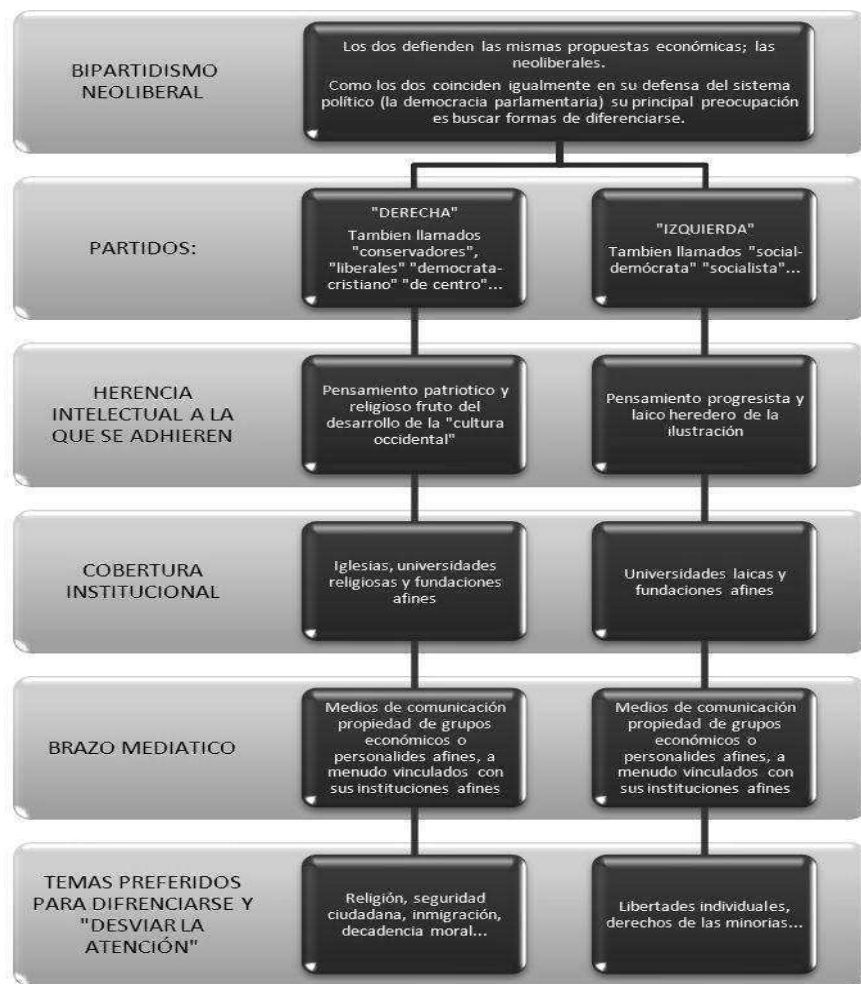 BIPARTIDISMO
NEOLIBERAL
Los dos defienden las mismas propuestas económicas; las
neoliberales.
Como los dos coinciden igualmente en su defensa del sistema
político (la democracia parlamentaria) su principal preocupación
es buscar formas de diferenciarse.
PARTIDOS:
"DERECHA"
Tambien llamados
"conservadores",
"liberales" "democrata-
cristiano" "de centro"...
"IZQUIERDA"
Tambien llamados "social-
demócrata" "socialista"...
HERENCIA
INTELECTUAL A LA
QUE SE ADHIEREN
Pensamiento patriotico y
religioso fruto del
desarrollo de la "cultura
occidental"
Pensamiento progresista y
laico heredero de la
ilustración
COBERTURA
INSTITUCIONAL
Iglesias, universidades
religiosas y fundaciones
afines
Universidades laicas y
fundaciones afines
BRAZO MEDIATICO
Medios de comunicación
propiedad de grupos
económicos o
personalides afines, a
menudo vinculados con
sus instituciones afines
Medios de comunicación
propiedad de grupos
económicos o
personalides afines, a
menudo vinculados con
sus instituciones afines
TEMAS PREFERIDOS
PARA DIFRENCIARSE Y
"DESVIAR LA
ATENCIÓN"
Religión, seguridad
ciudadana, inmigración,
decadencia moral...
Libertades individuales,
derechos de las minorias...